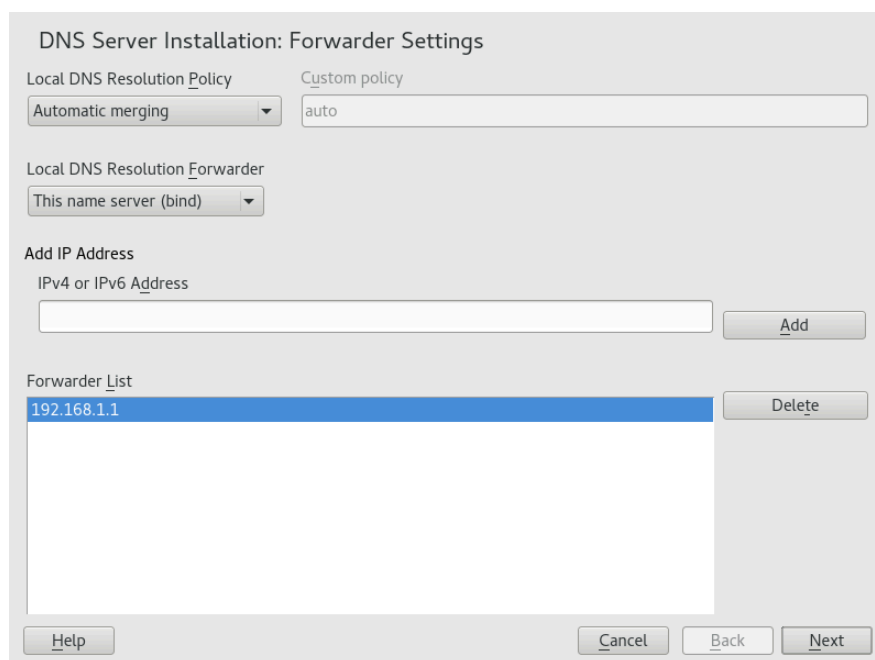 DNS Server Installation: Forwarder Settings
Local DNS Resolution Policy
Custom policy
Automatic merging
auto
Local DNS Resolution Forwarder
This name server (bind)
Add IP Address
IPv4 or IPv6 Address
Add
Forwarder List
192.168.1.1
Delete
Help
Cancel
Back
Next